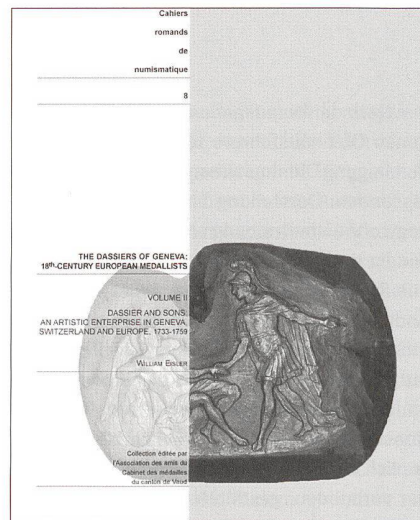 Cahiers
romands
de
numismatique
8
THE DASSIERS OF GENEVA:
18th-CENTURY EUROPEAN MEDALLISTS
VOLUME II
DASSIER AND SONS:
AN ARTISTIC ENTERPRISE IN GENEVA,
SWITZERLAND AND EUROPE, 1733-1759
WILLIAM EISLER
Collection éditée par
l'Association des amis du
Cabinet des médailles
du canton de Vaud